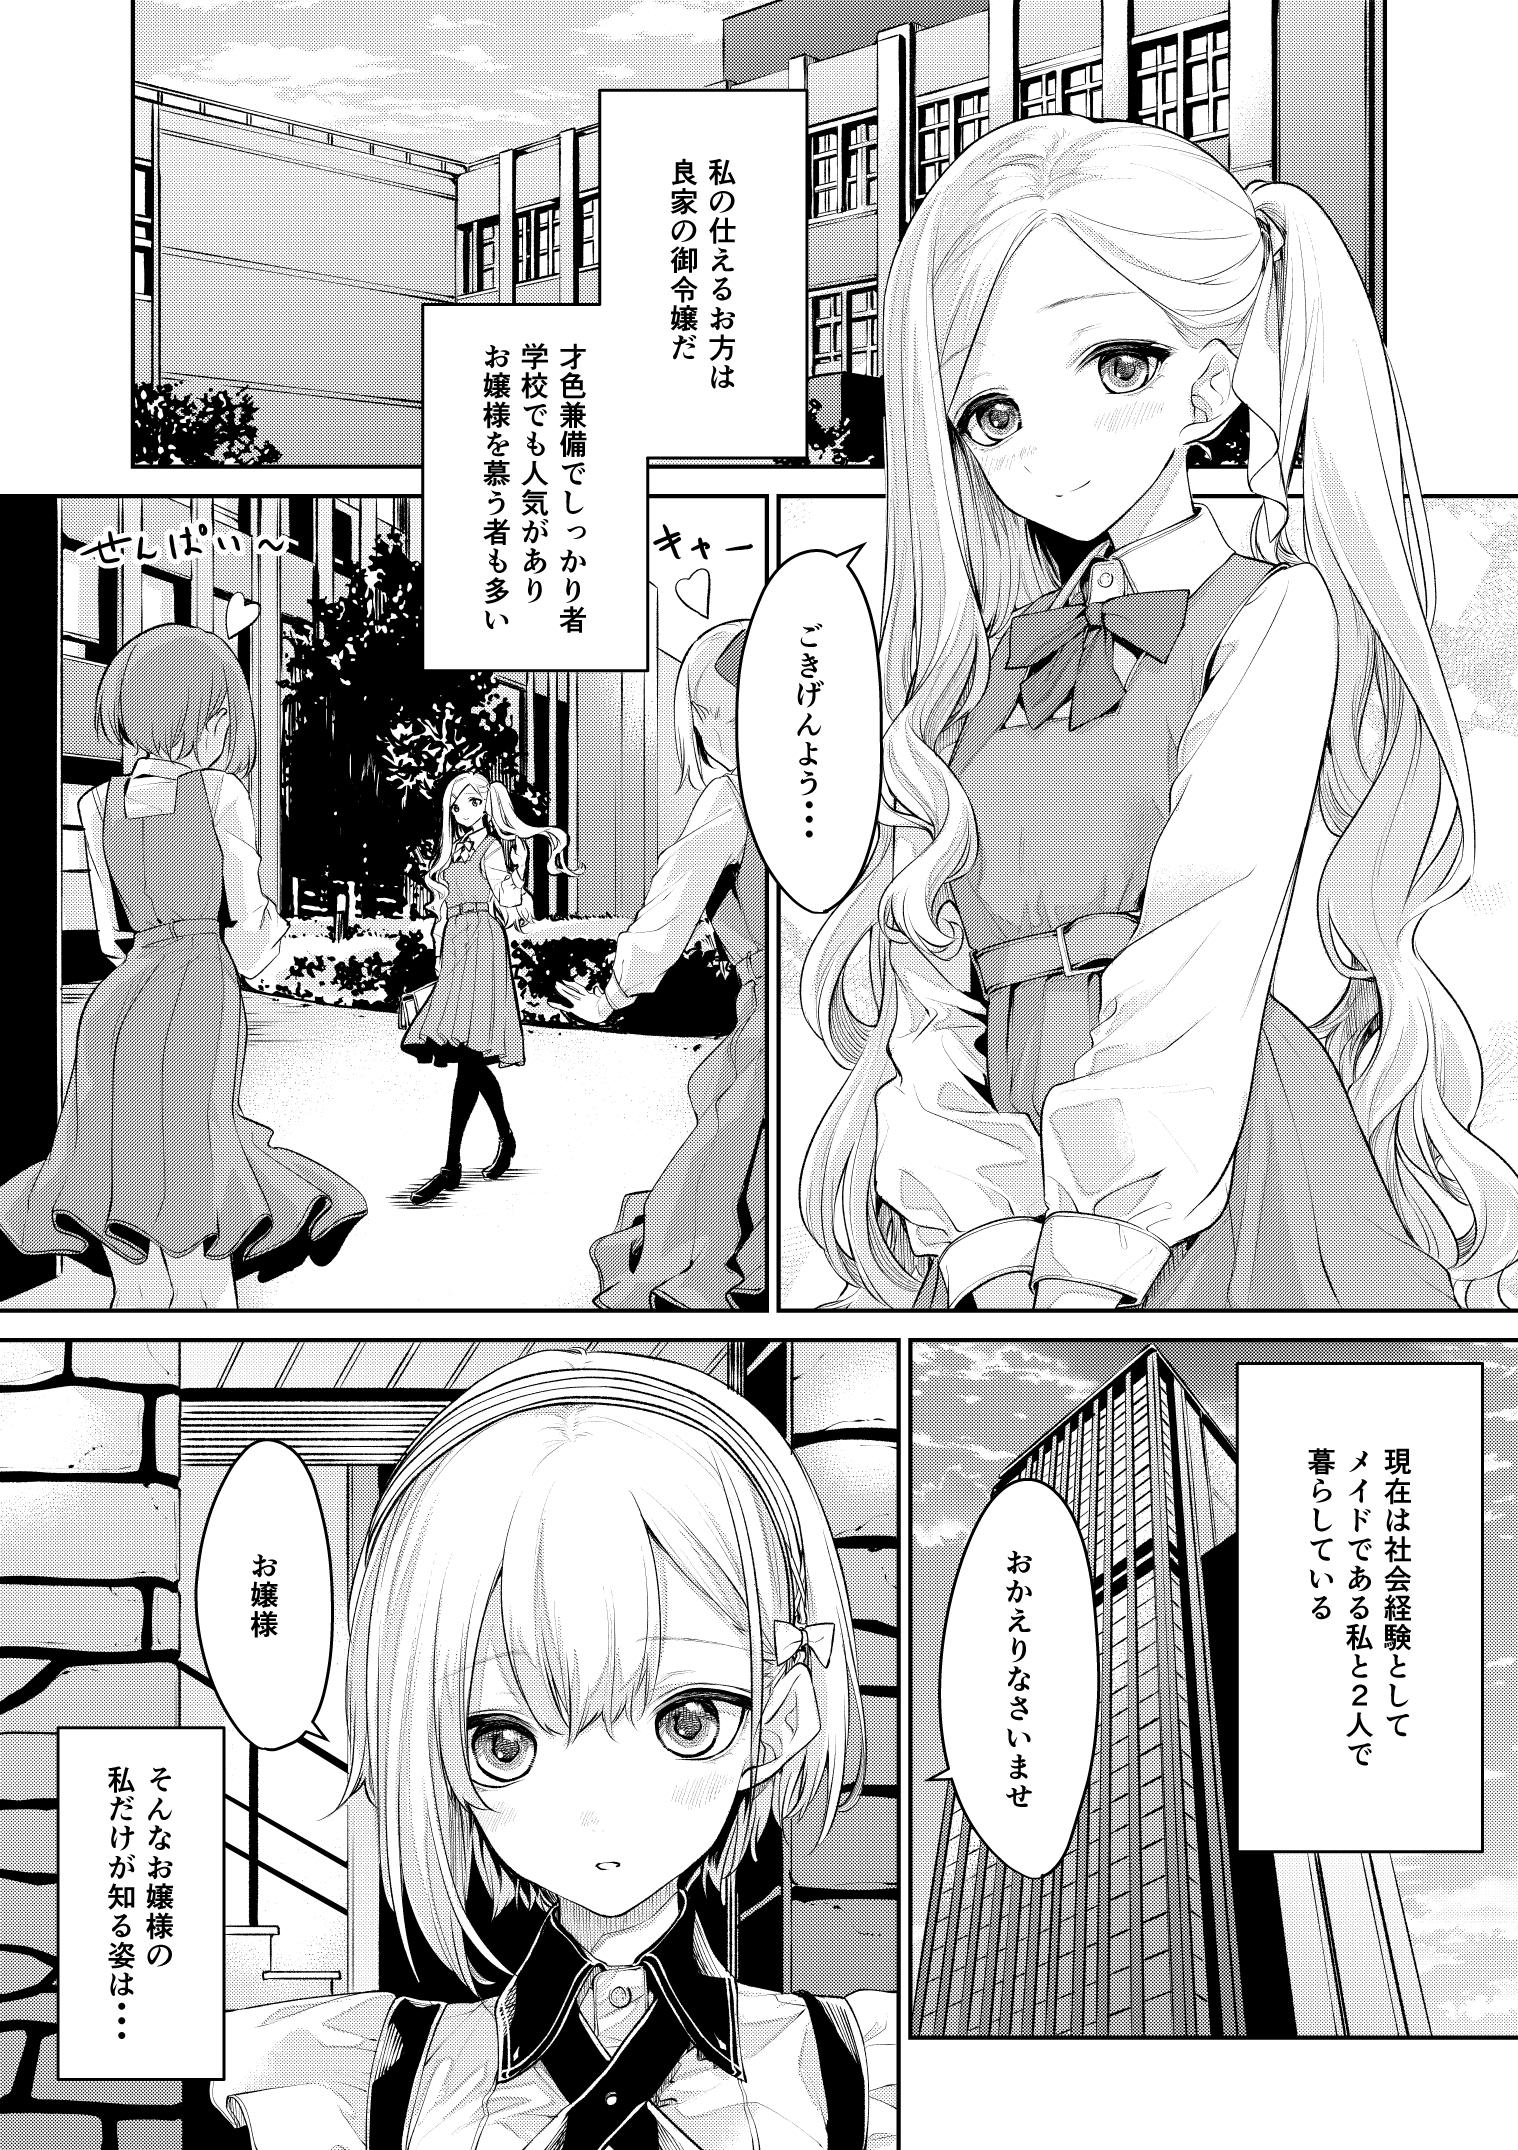 私の仕えるお方は
良家の御令嬢だ
才色兼備でしっかり者
学校でも人気があり
お嬢様を慕う者も多い
ごきげんよう・・・
キャー
せんぱい〜
現在は社会経験として
メイドである私と2人で
暮らしている
おかえりなさいませ
お嬢様
そんなお嬢様の
私だけが知る姿は・・・